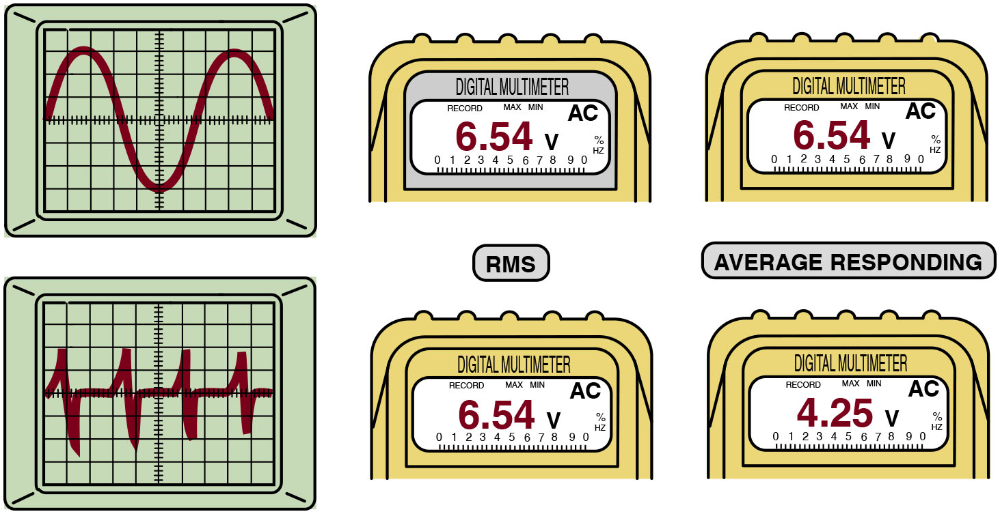 DIGITAL MULTIMETER
RECORD MAX MIN AC
6.54 V % HZ
0 1 2 3 4 5 6 7 8 9 0
DIGITAL MULTIMETER
RECORD MAX MIN AC
6.54 V % HZ
0 1 2 3 4 5 6 7 8 9 0
RMS
AVERAGE RESPONDING
DIGITAL MULTIMETER
RECORD MAX MIN AC
6.54 V % HZ
0 1 2 3 4 5 6 7 8 9 0
DIGITAL MULTIMETER
RECORD MAX MIN AC
4.25 V % HZ
0 1 2 3 4 5 6 7 8 9 0